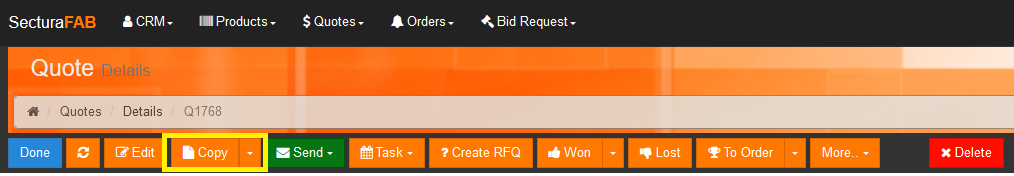 SecturaFAB CRM Products $ Quotes Orders Bid Request
Quote Details
/ Quotes / Details / Q1768
Done Edit Copy Send Task ? Create RFQ Won Lost To Order More.. Delete